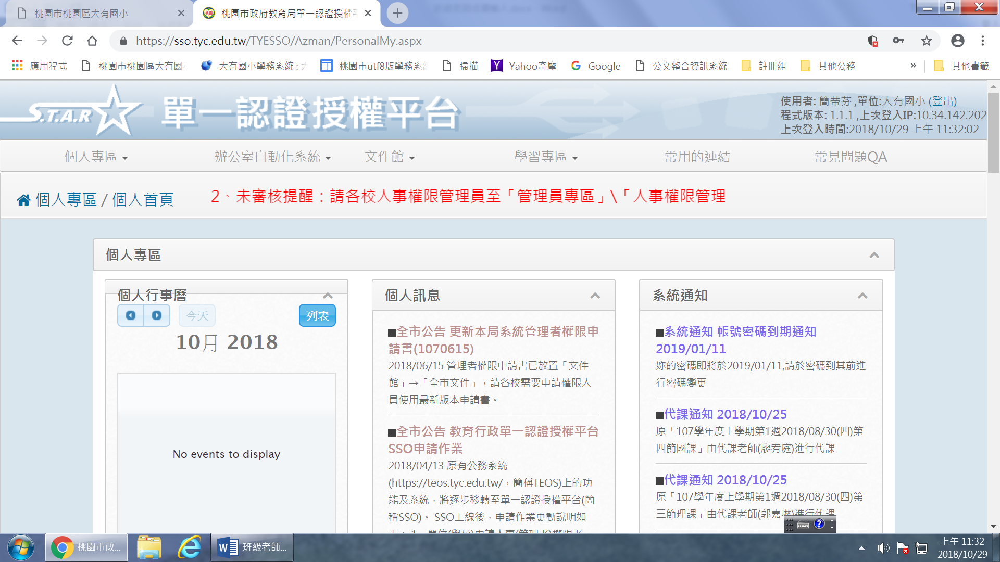 桃園市桃園區大有國小
桃園市政府教育局單一認證授權平
https://sso.tyc.edu.tw/TYESSO/Azman/PersonalMy.aspx
應用程式 桃園市桃園區大有國 大有國小學務系統 : 桃園市utf8版學務系 掃描 Yahoo奇摩 Google 公文整合資訊系統 註冊組 其他公務 » 其他書籤
S.T.A.R 單一認證授權平台
使用者: 簡蒂芬 ,單位:大有國小 (登出)
程式版本: 1.1.1 ,上次登入IP:10.34.142.202
上次登入時間:2018/10/29 上午 11:32:02
個人專區 辦公室自動化系統 文件館 學習專區 常用的連結 常見問題QA
個人專區 / 個人首頁
2、未審核提醒：請各校人事權限管理員至「管理員專區」\「人事權限管理
個人專區
個人行事曆
今天 列表
10月 2018
No events to display
個人訊息
■全市公告 更新本局系統管理者權限申
請書(1070615)
2018/06/15 管理者權限申請書已放置「文件
館」→「全市文件」，請各校需要申請權限人
員使用最新版本申請書。
■全市公告 教育行政單一認證授權平台
SSO申請作業
2018/04/13 原有公務系統
(https://teos.tyc.edu.tw/，簡稱TEOS)上的功
能及系統，將逐步移轉至單一認證授權平台(簡
稱SSO)。 SSO上線後，申請作業更動說明如
系統通知
■系統通知 帳號密碼到期通知
2019/01/11
妳的密碼即將於2019/01/11,請於密碼到其前進
行密碼變更
■代課通知 2018/10/25
原「107學年度上學期第1週2018/08/30(四)第
四節國課」由代課老師(廖宥庭)進行代課
■代課通知 2018/10/25
原「107學年度上學期第1週2018/08/30(四)第
三節理課」由代課老師(郭嘉琳)進行代課
桃園市政... 班級老師...
上午 11:32
2018/10/29